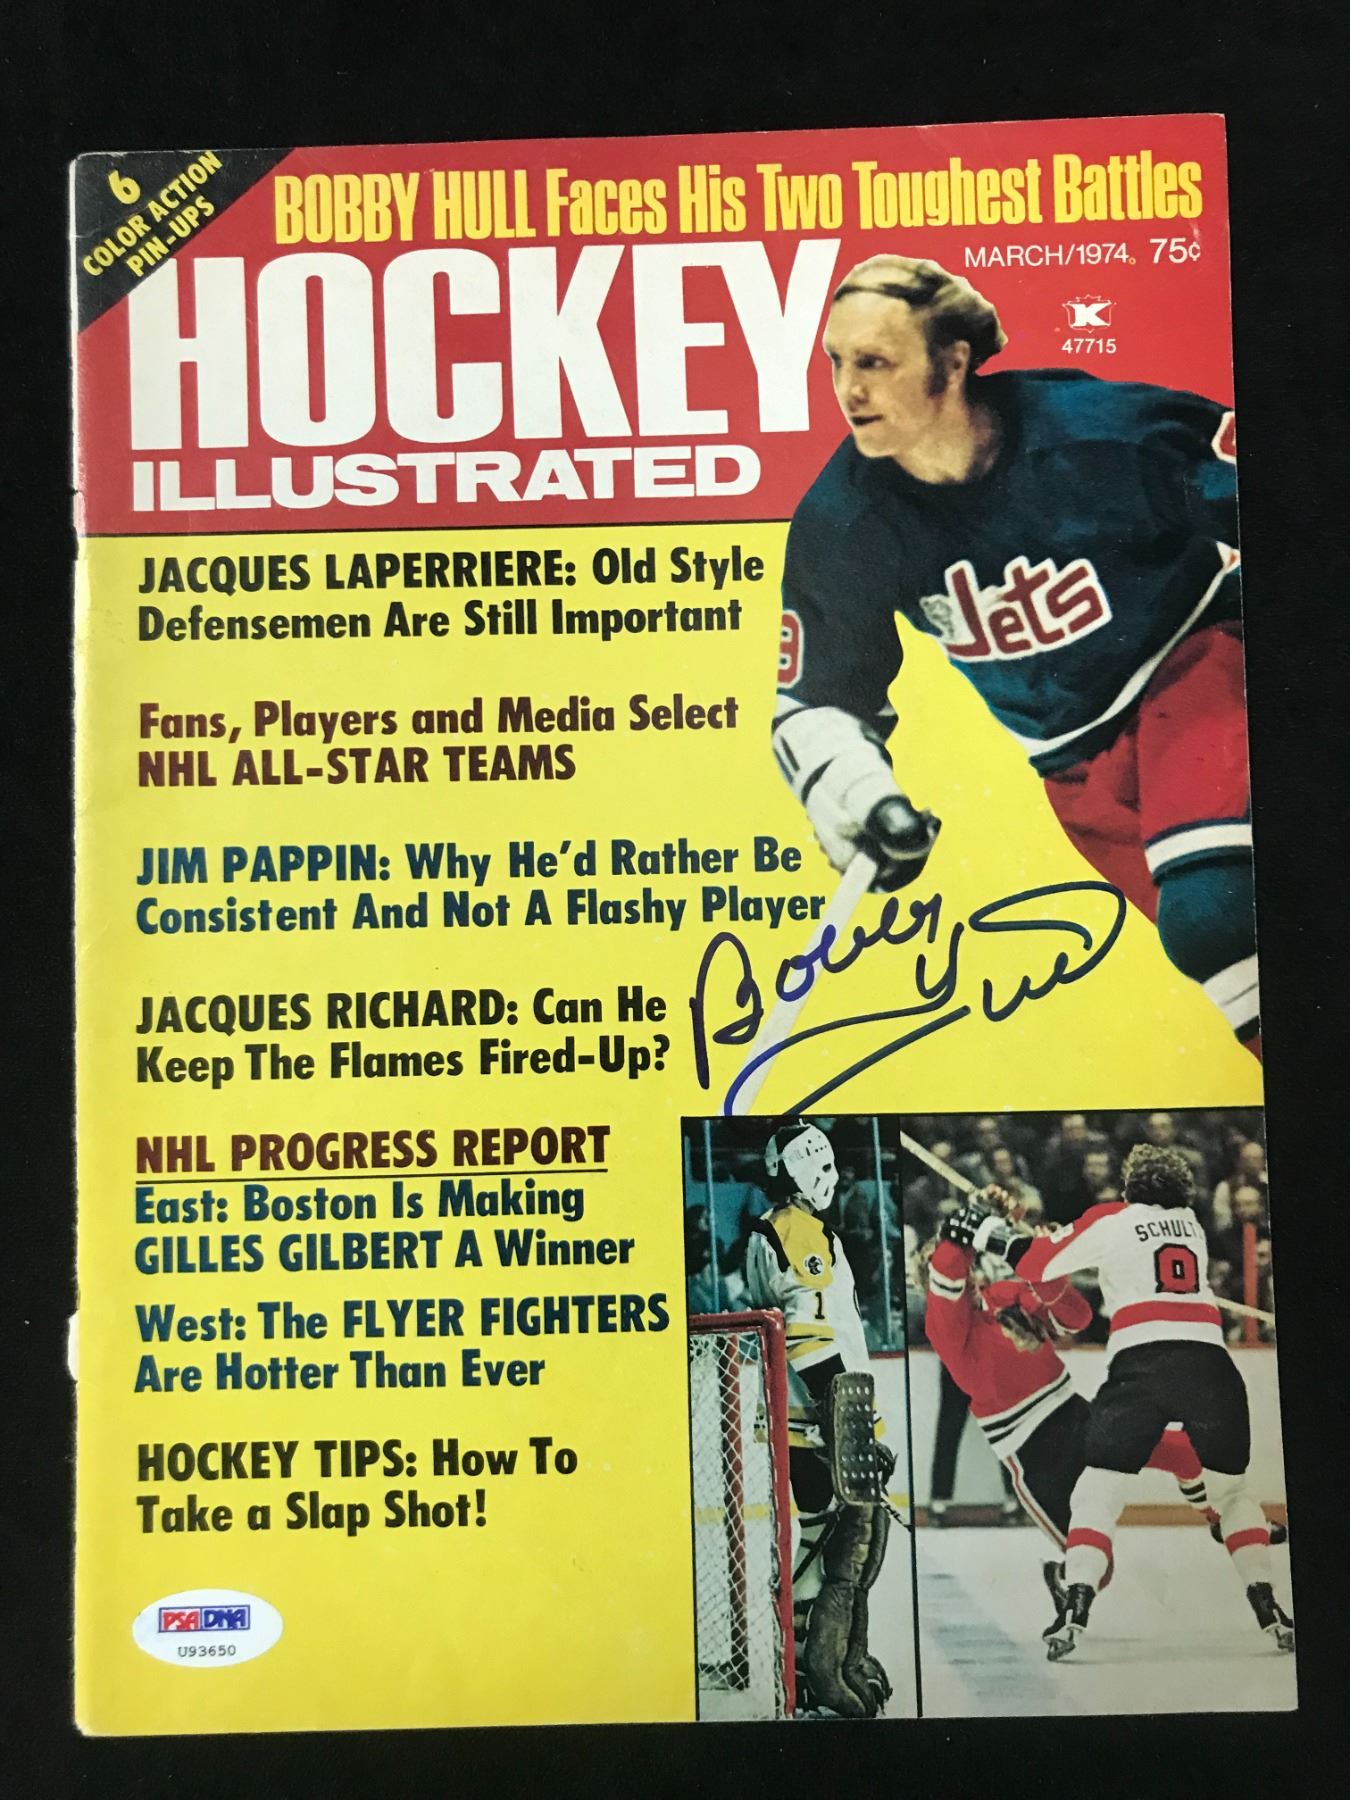 6
COLOR ACTION
PIN-UPS
BOBBY HULL Faces His Two Toughest Battles
HOCKEY
ILLUSTRATED
MARCH/1974 75¢
K
47715
JACQUES LAPERRIERE: Old Style
Defensemen Are Still Important
Jets
9
Fans, Players and Media Select
NHL ALL-STAR TEAMS
JIM PAPPIN: Why He'd Rather Be
Consistent And Not A Flashy Player
Bobby Hull
JACQUES RICHARD: Can He
Keep The Flames Fired-Up?
NHL PROGRESS REPORT
East: Boston Is Making
GILLES GILBERT A Winner
West: The FLYER FIGHTERS
Are Hotter Than Ever
1
SCHULT
8
HOCKEY TIPS: How To
Take a Slap Shot!
PSA DNA
U93650